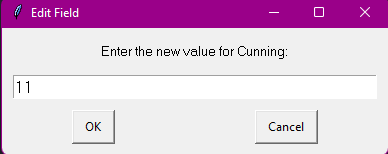 Edit Field
Enter the new value for Cunning:
11
OK
Cancel